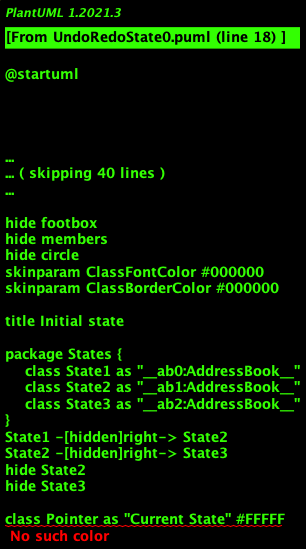 PlantUML 1.2021.3
[From UndoRedoState0.puml (line 18) ]
@startuml
...
... ( skipping 40 lines )
...
hide footbox
hide members
hide circle
skinparam ClassFontColor #000000
skinparam ClassBorderColor #000000
title Initial state
package States {
class State1 as "__ab0:AddressBook__"
class State2 as "__ab1:AddressBook__"
class State3 as "__ab2:AddressBook__"
}
State1 -[hidden]right-> State2
State2 -[hidden]right-> State3
hide State2
hide State3
class Pointer as "Current State" #FFFFF
No such color